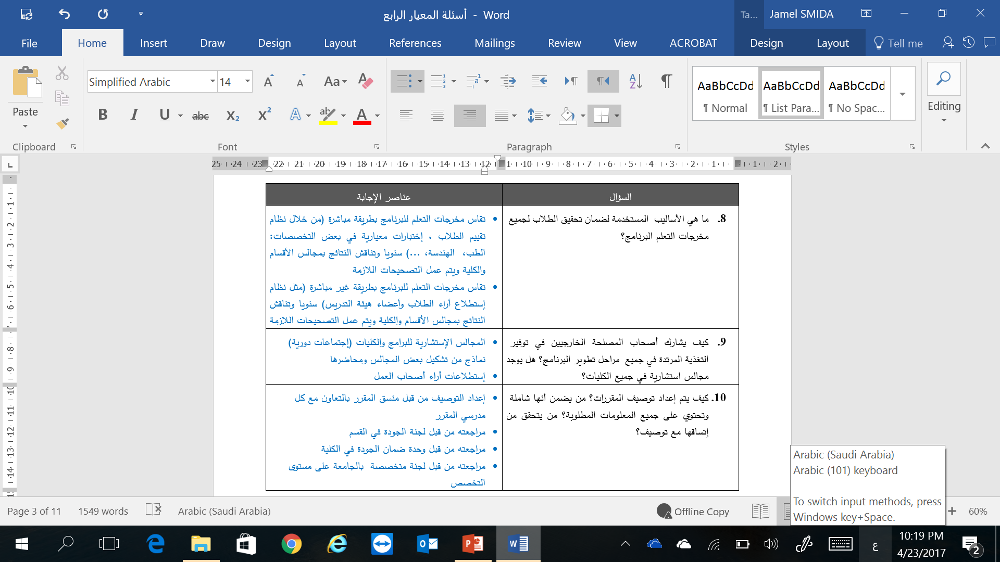 أسئلة المعيار الرابع - Word
Ta...
Jamel SMIDA
File
Home
Insert
Draw
Design
Layout
References
Mailings
Review
View
ACROBAT
Design
Layout
Tell me
Paste
Clipboard
Simplified Arabic
14
Font
Paragraph
AaBbCcDd
¶ Normal
AaBbCcDd
¶ List Para...
AaBbCcDd
¶ No Spac...
Styles
Editing
25 24 23 22 21 20 19 18 17 16 15 14 13 12 1 10 9 8 7 6 5 4 3 2 1 1 2
السؤال
عناصر الإجابة
8. ما هي الأساليب المستخدمة لضمان تحقيق الطلاب لجميع
مخرجات التعلم البرنامج؟
• تقاس مخرجات التعلم للبرنامج بطريقة مباشرة (من خلال نظام
تقييم الطلاب ، إختبارات معيارية في بعض التخصصات:
الطب، الهندسة، ...) سنويا وتناقش النتائج بمجالس الأقسام
والكلية ويتم عمل التصحيحات اللازمة
• تقاس مخرجات التعلم للبرنامج بطريقة غير مباشرة (مثل نظام
إستطلاع أراء الطلاب وأعضاء هيئة التدريس) سنويا وتناقش
النتائج بمجالس الأقسام والكلية ويتم عمل التصحيحات اللازمة
9. كيف يشارك أصحاب المصلحة الخارجيين في توفير
التغذية المرتدة في جميع مراحل تطوير البرنامج؟ هل يوجد
مجالس استشارية في جميع الكليات؟
• المجالس الإستشارية للبرامج والكليات (إجتماعات دورية)
نماذج من تشكيل بعض المجالس ومحاضرها
• إستطلاعات أراء أصحاب العمل
10. كيف يتم إعداد توصيف المقررات؟ من يضمن أنها شاملة
وتحتوي على جميع المعلومات المطلوبة؟ من يتحقق من
إتساقها مع توصيف؟
• إعداد التوصيف من قبل منسق المقرر بالتعاون مع كل
مدرسي المقرر
• مراجعته من قبل لجنة الجودة في القسم
• مراجعته من قبل وحدة ضمان الجودة في الكلية
• مراجعته من قبل لجنة متخصصة بالجامعة على مستوى
التخصص
Arabic (Saudi Arabia)
Arabic (101) keyboard
To switch input methods, press
Windows key+Space.
Page 3 of 11
1549 words
Arabic (Saudi Arabia)
Offline Copy
60%
ع
10:19 PM
4/23/2017
2